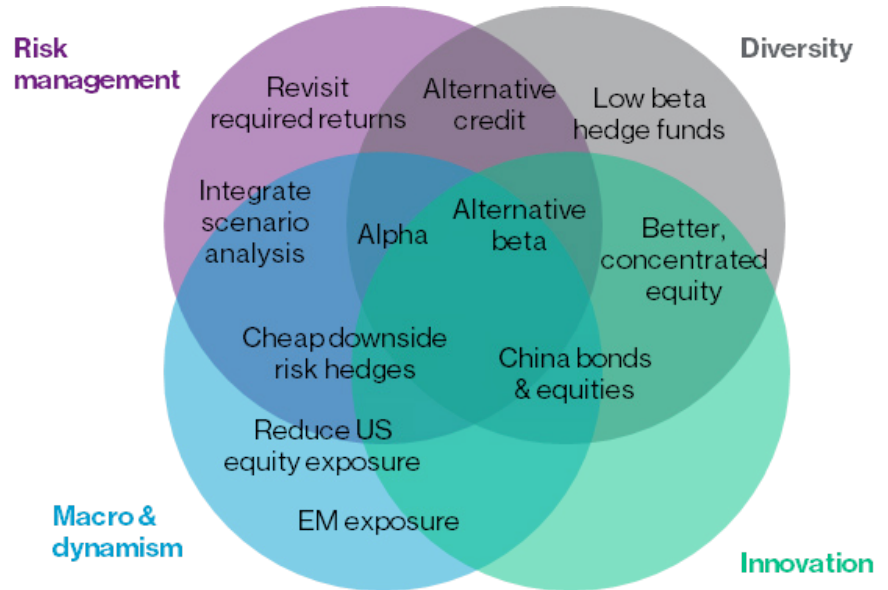 Risk
management
Diversity
Revisit
required returns
Alternative
credit
Low beta
hedge funds
Integrate
scenario
analysis
Alpha
Alternative
beta
Better,
concentrated
equity
Cheap downside
risk hedges
China bonds
& equities
Reduce US
equity exposure
EM exposure
Macro &
dynamism
Innovation